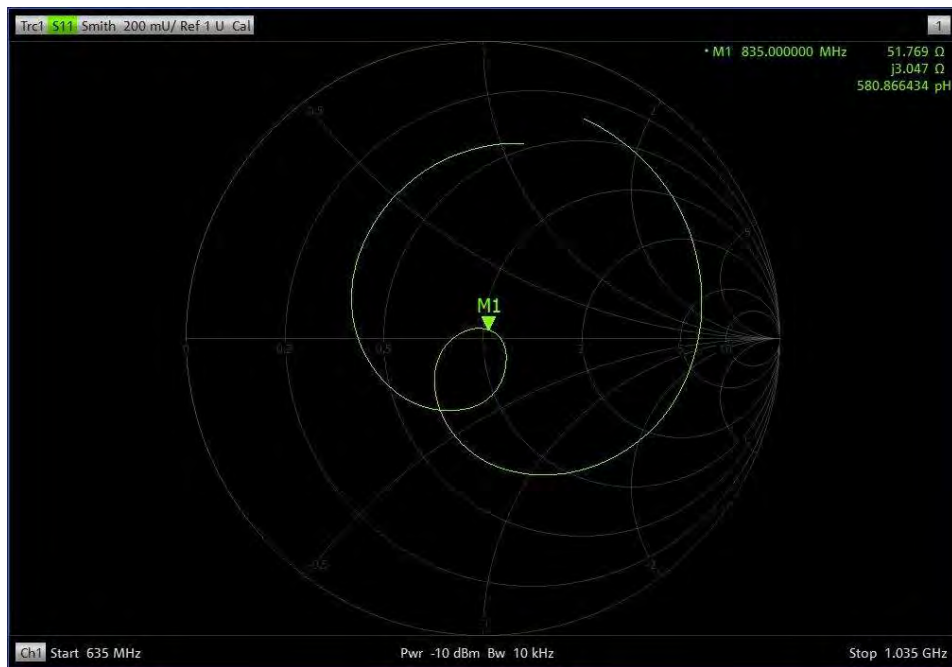 Trc1 S11 Smith 200 mU/ Ref 1 U Cal
1
• M1 835.000000 MHz 51.769 Ω
j3.047 Ω
580.866434 pH
0.5
2
5
M1
0
0.2
0.5
2
5
-0.5
-2
Ch1 Start 635 MHz Pwr -10 dBm Bw 10 kHz Stop 1.035 GHz